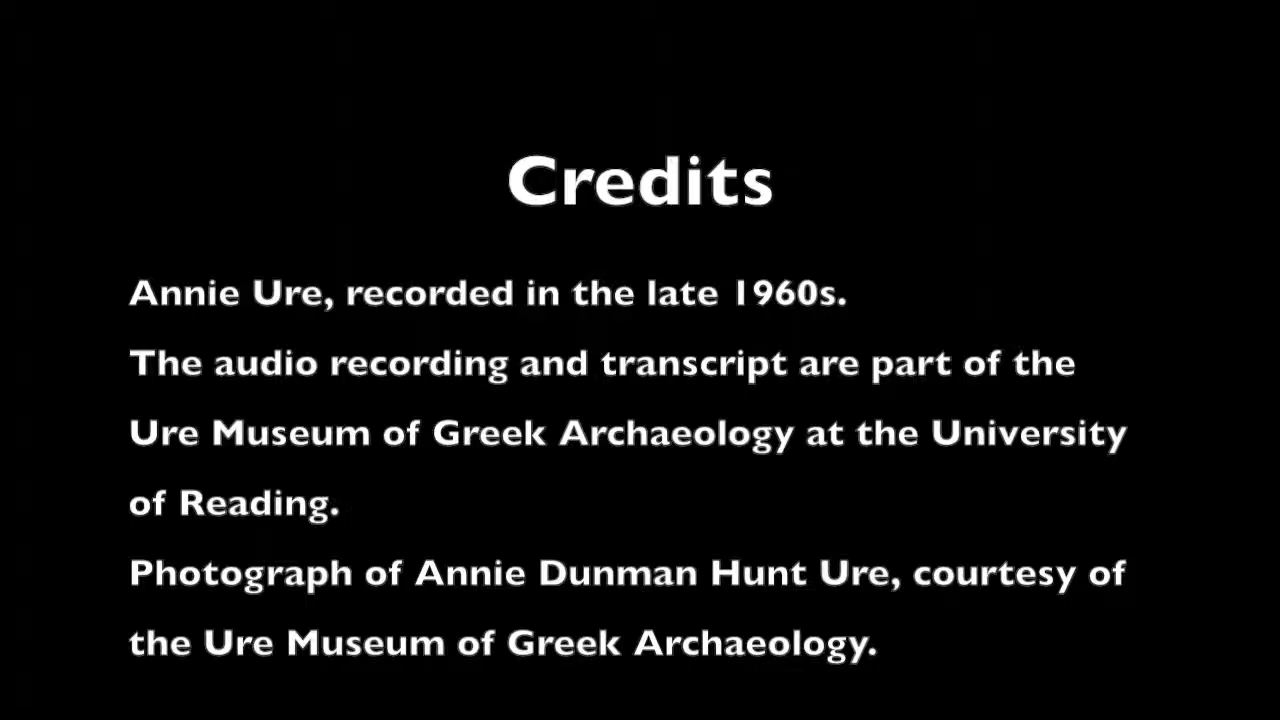 Credits
Annie Ure, recorded in the late 1960s.
The audio recording and transcript are part of the
Ure Museum of Greek Archaeology at the University
of Reading.
Photograph of Annie Dunman Hunt Ure, courtesy of
the Ure Museum of Greek Archaeology.